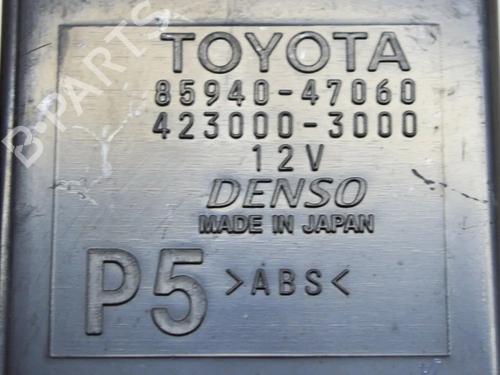 B-PARTS
TOYOTA
85940-47060
423000-3000
12V
DENSO
MADE IN JAPAN
P5 >ABS<